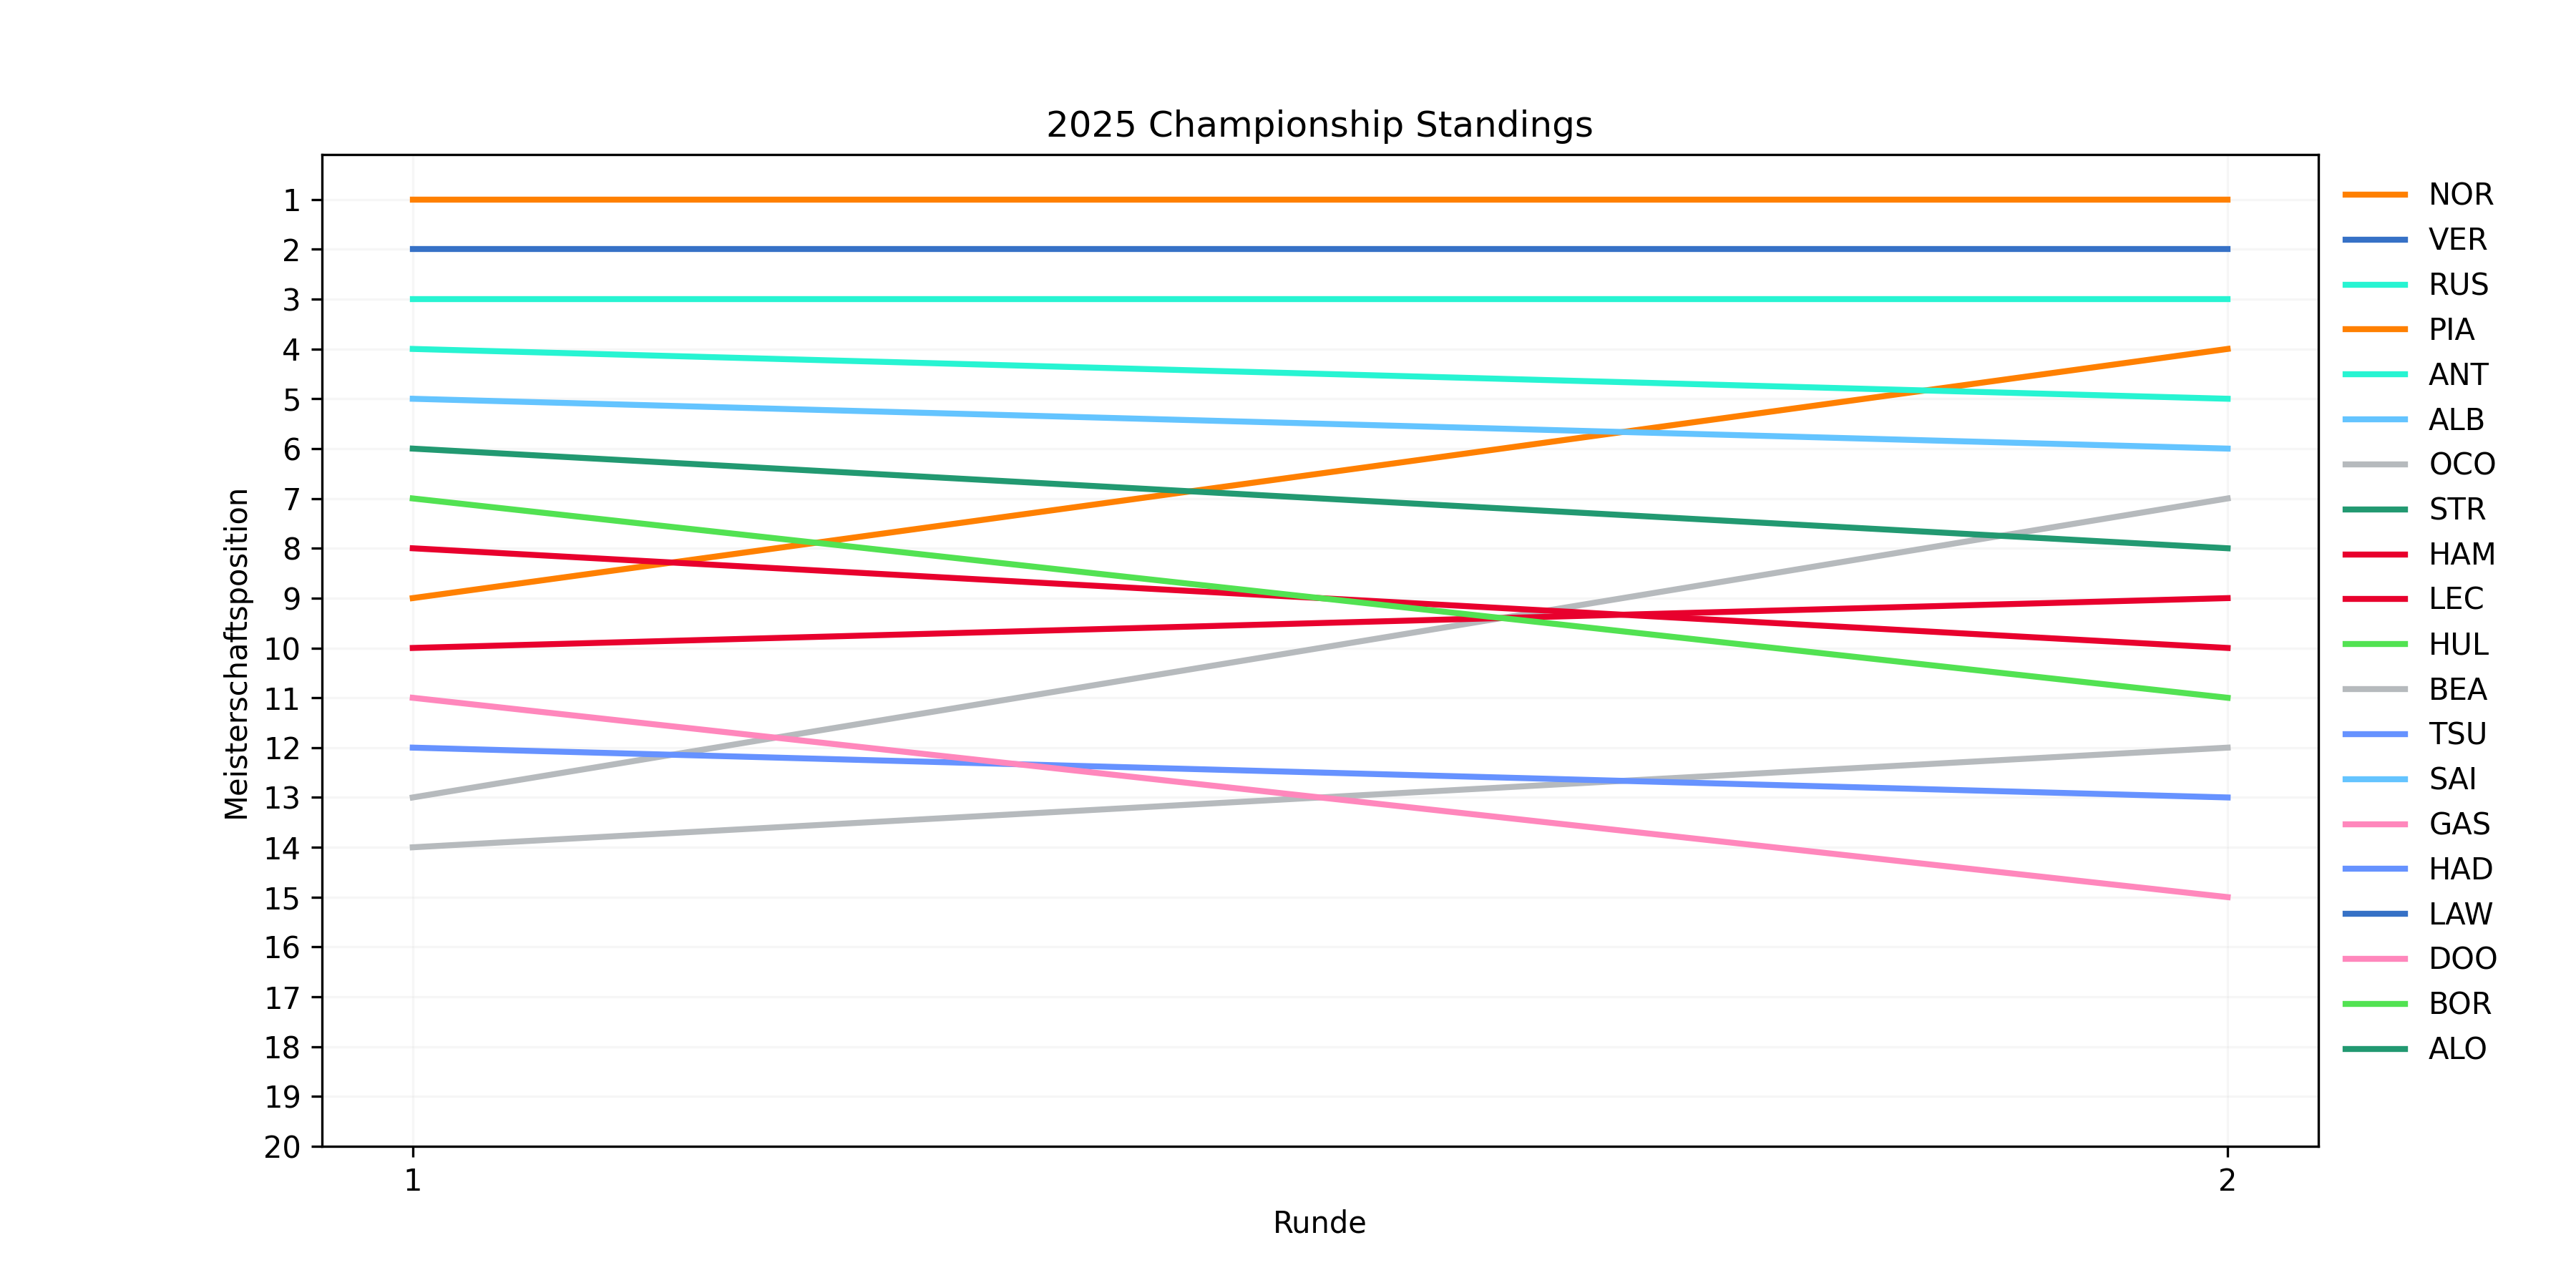 2025 Championship Standings
Meisterschaftsposition
1
2
3
4
5
6
7
8
9
10
11
12
13
14
15
16
17
18
19
20
1
2
Runde
NOR
VER
RUS
PIA
ANT
ALB
OCO
STR
HAM
LEC
HUL
BEA
TSU
SAI
GAS
HAD
LAW
DOO
BOR
ALO